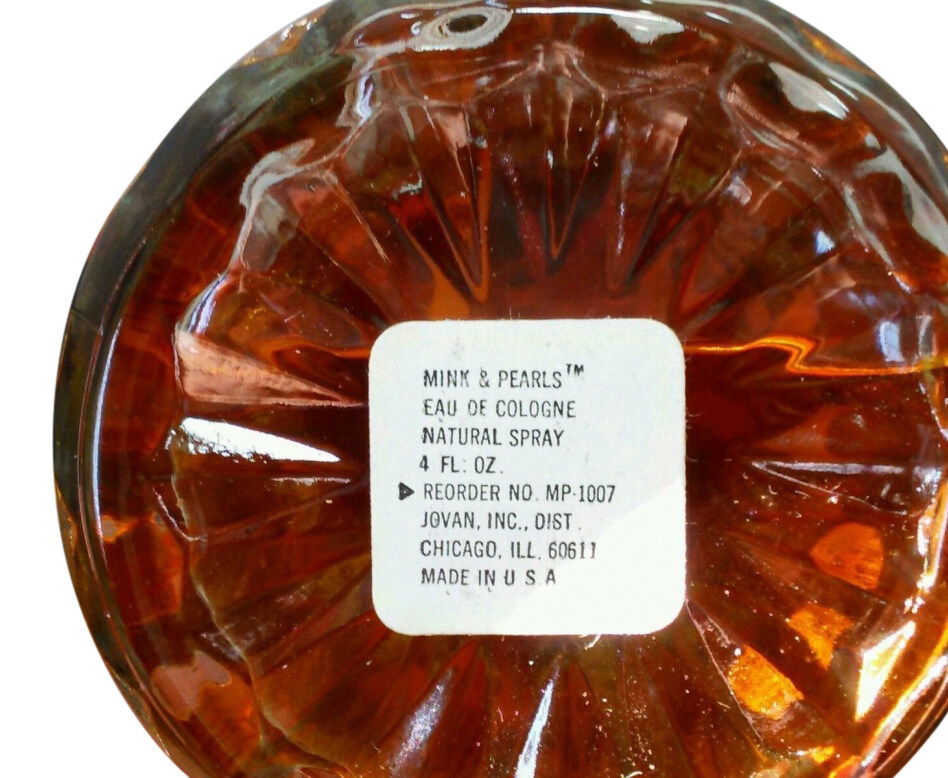 MINK & PEARLS™
EAU DE COLOGNE
NATURAL SPRAY
4 FL. OZ.
▶ REORDER NO. MP-1007
JOVAN, INC., DIST.
CHICAGO, ILL. 60611
MADE IN U.S.A